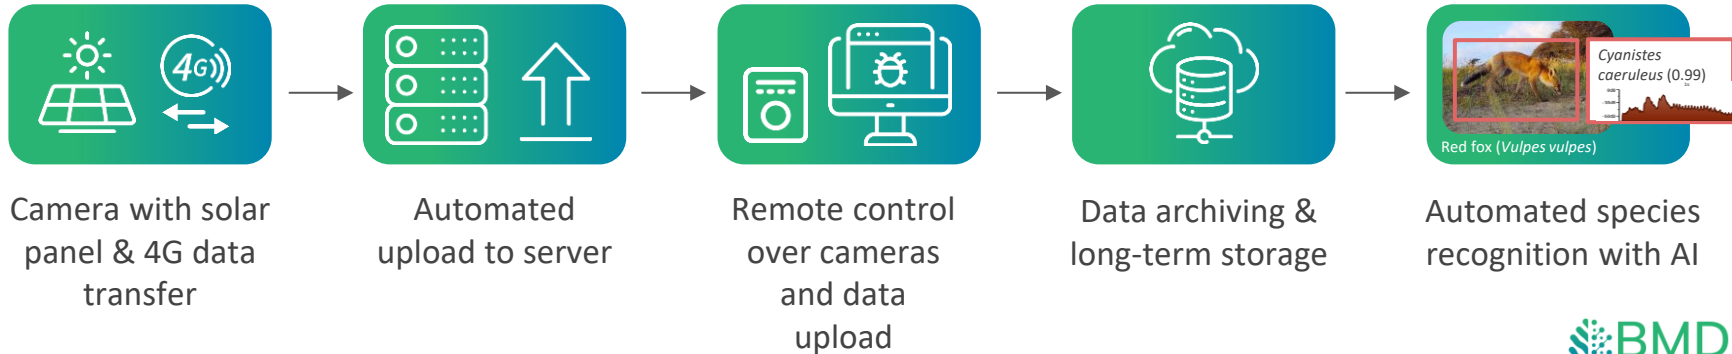 4G
Camera with solar
panel & 4G data
transfer
Automated
upload to server
Remote control
over cameras
and data
upload
Data archiving &
long-term storage
Cyanistes
caeruleus (0.99)
Red fox (Vulpes vulpes)
Automated species
recognition with AI
BMD